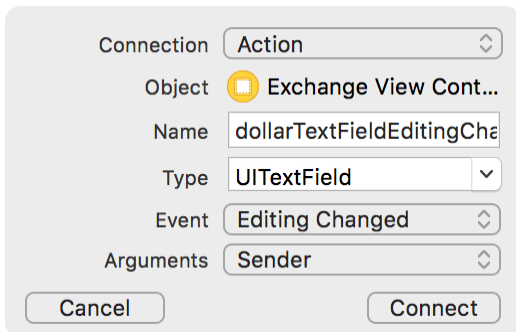 Connection Action
Object Exchange View Cont...
Name dollarTextFieldEditingCha
Type UITextField
Event Editing Changed
Arguments Sender
Cancel Connect